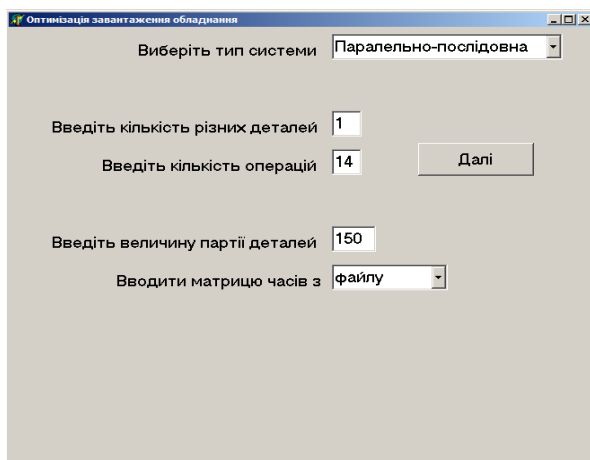 Оптимізація завантаження обладнання
Виберіть тип системи Паралельно-послідовна
Введіть кількість різних деталей 1
Введіть кількість операцій 14 Далі
Введіть величину партії деталей 150
Вводити матрицю часів з файлу